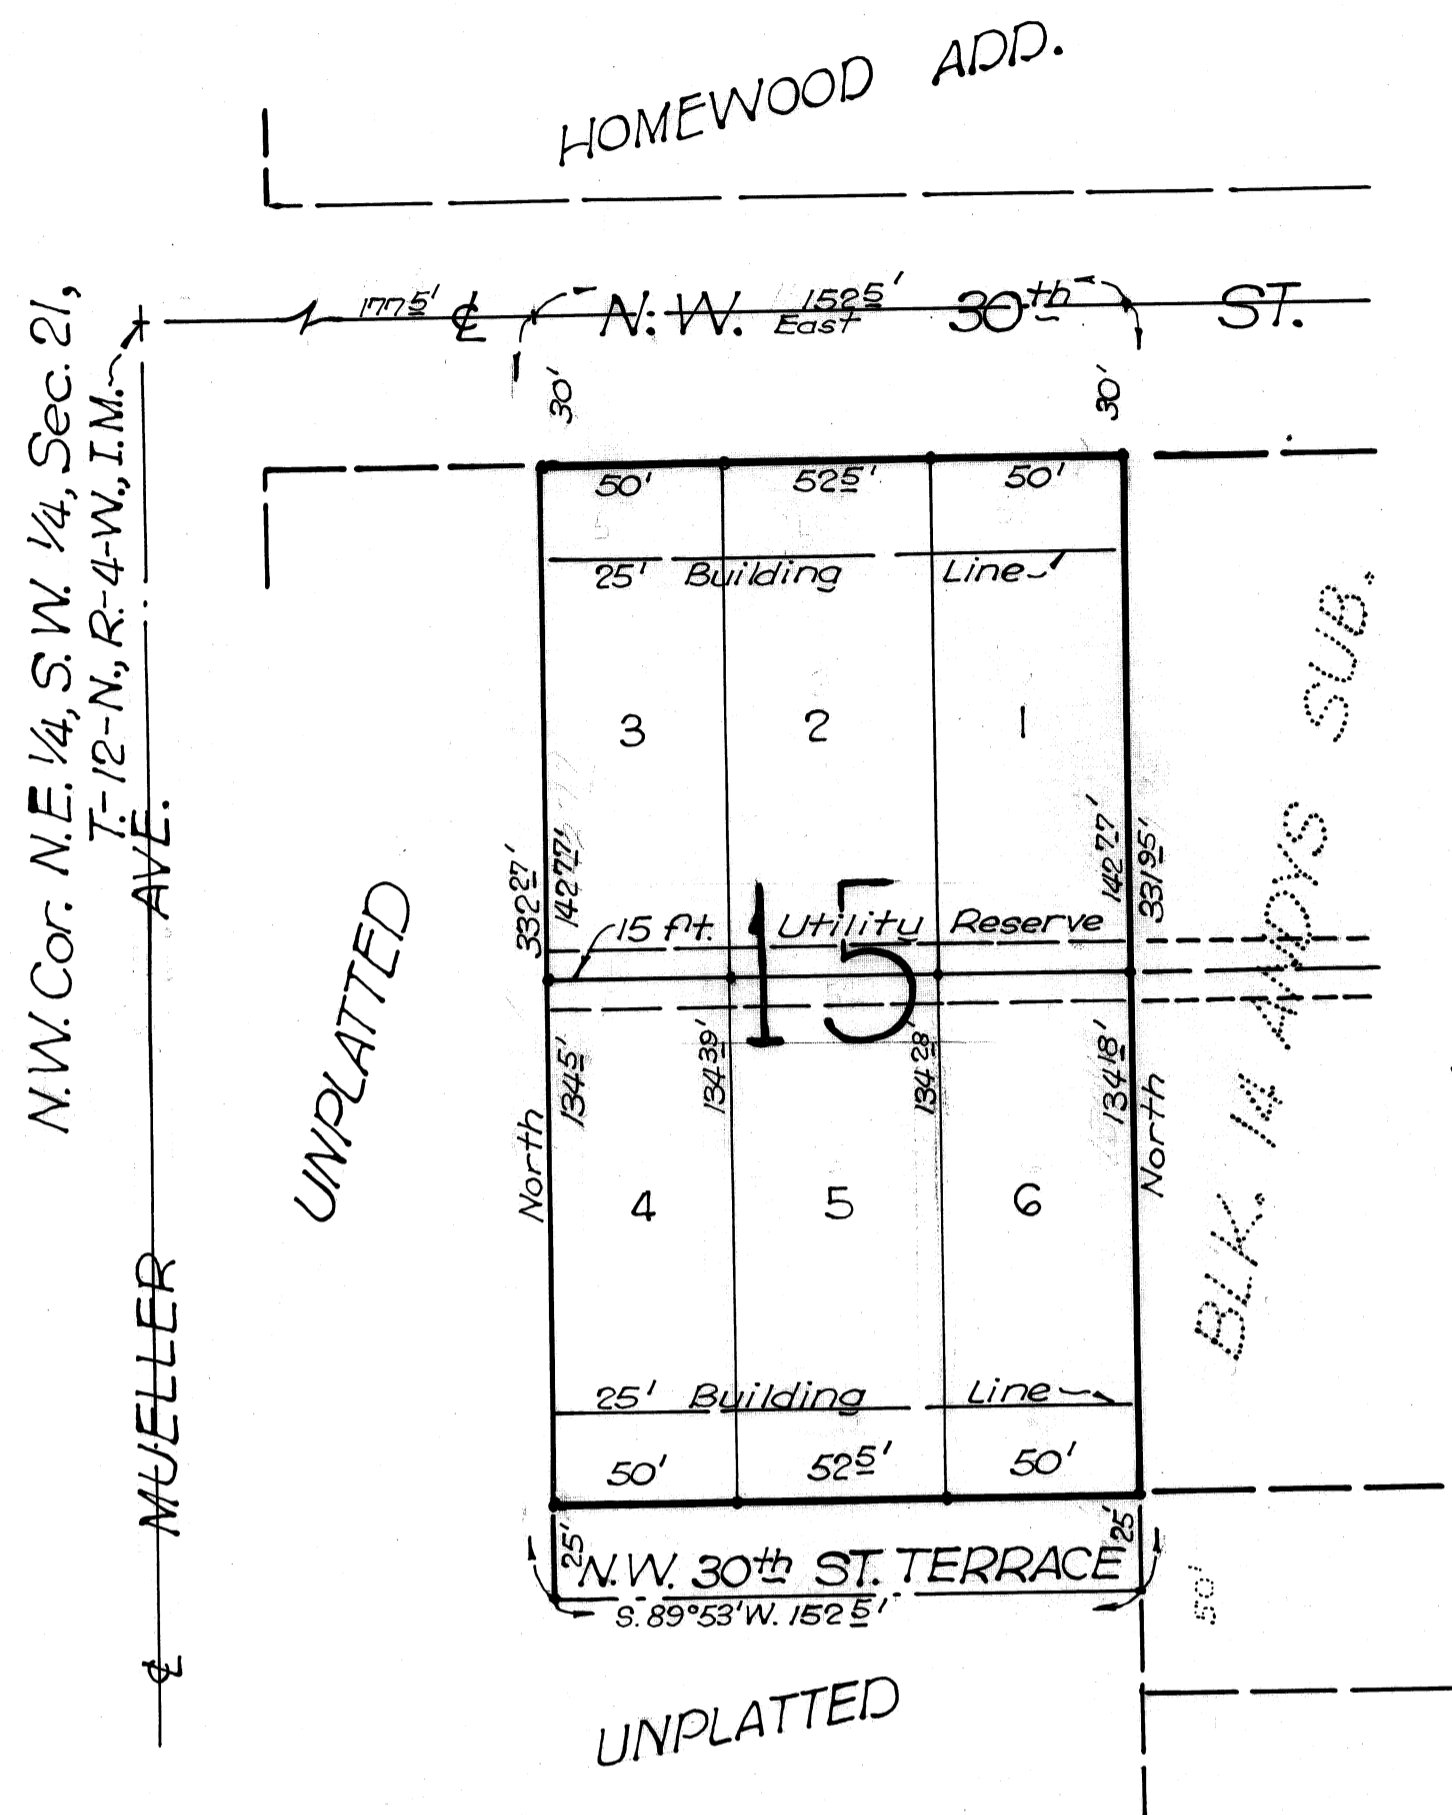 HOMEWOOD ADD.
N.W. Cor. N.E. 1/4, S.W. 1/4, Sec. 21,
T.-12-N., R.-4-W., I.M.
177 5'
℄
N.W. 30th ST.
152 5'
East
30'
30'
50'
52 5'
50'
25' Building Line
3
2
1
332 27'
142 77'
142 77'
331 95'
15 ft. Utility Reserve
15
134 5'
134 39'
134 28'
134 18'
North
North
4
5
6
25' Building Line
50'
52 5'
50'
25'
25'
N.W. 30th ST. TERRACE
S. 89°53' W. 152 5'
50'
UNPLATTED
UNPLATTED
MUELLER AVE.
℄
BLK. 14 ANDYS SUB.